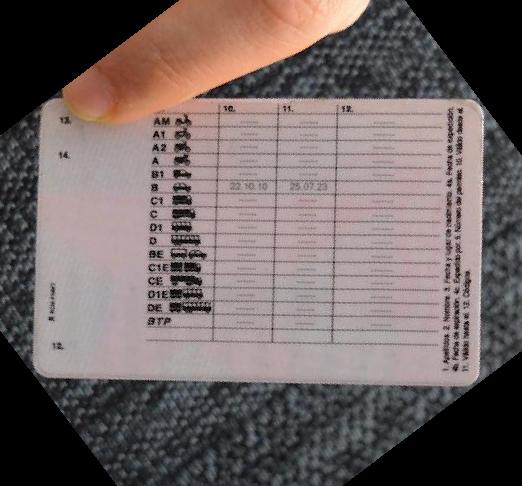 10. 11. 12.
13.
AM
A1
A2
14.
A
B1
B 22.10.10 25.07.23
C1
C
D1
D
BE
C1E
CE
D1E
DE
BTP
12.
1. Apellidos. 2. Nombre. 3. Fecha y lugar de nacimiento. 4a. Fecha de expedición.
4b. Fecha de expiración. 4c. Expedido por. 5. Número del permiso. 10. Válido desde el.
11. Válido hasta el. 12. Códigos.